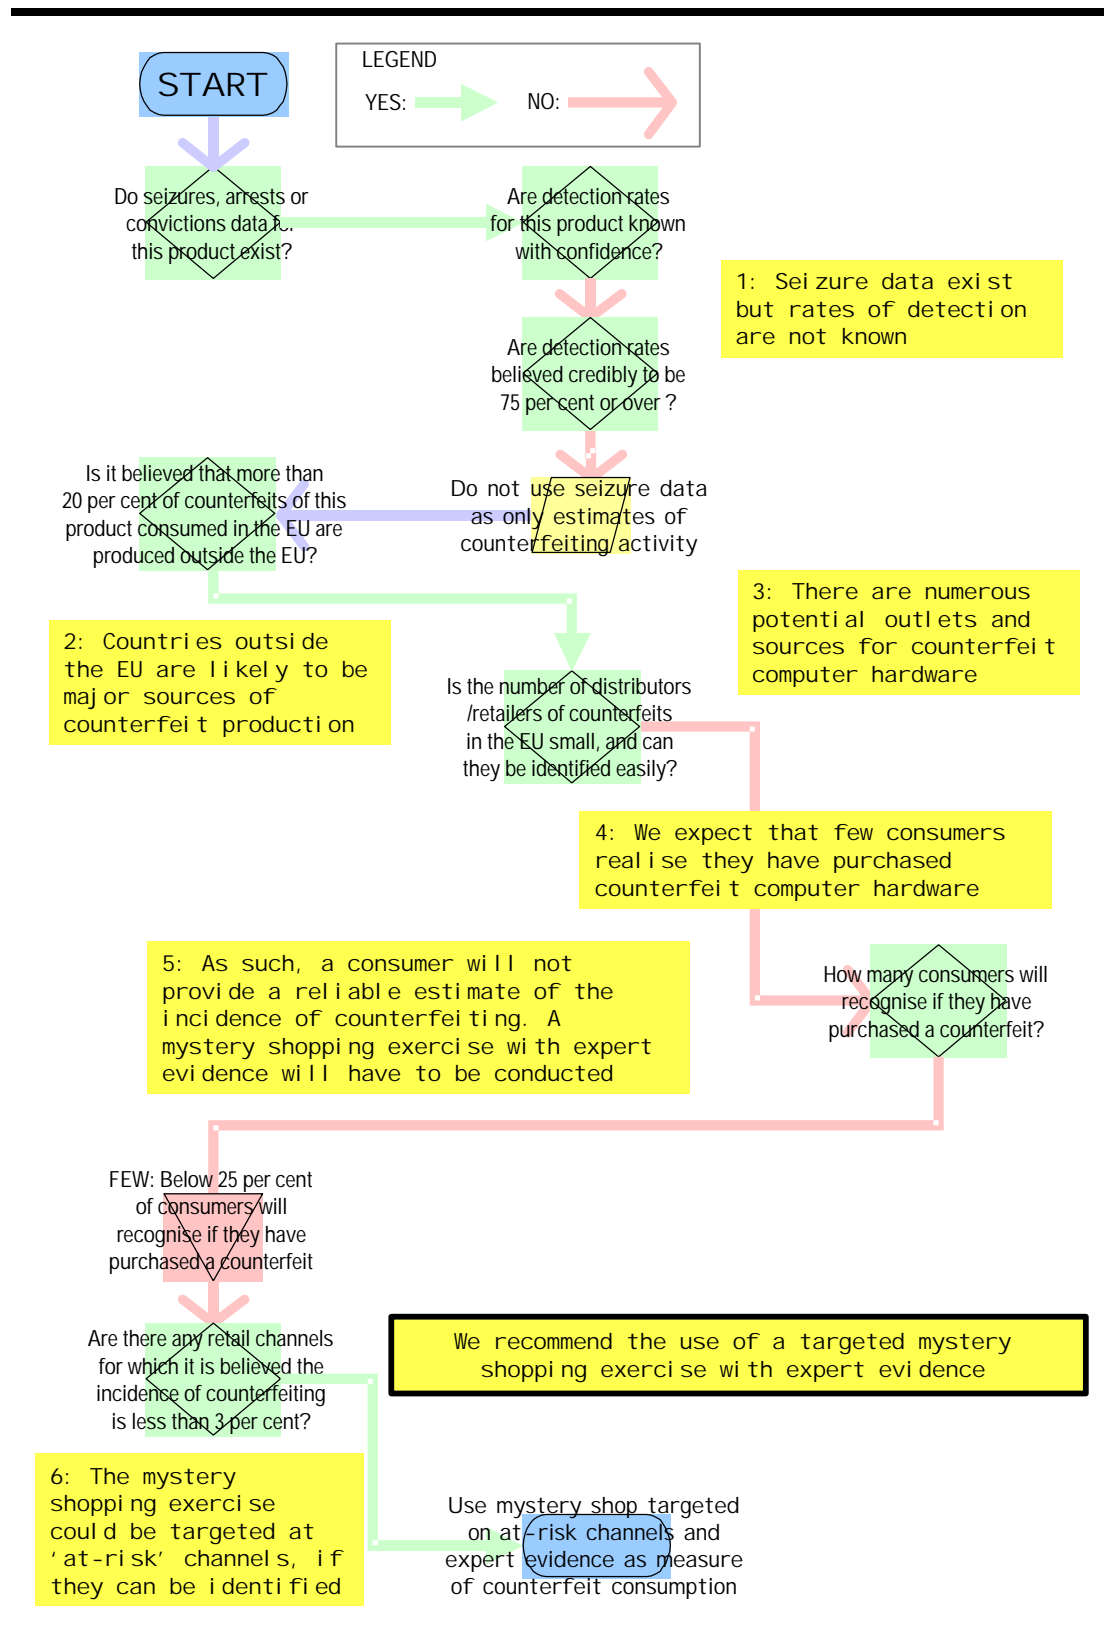 START
LEGEND
YES:
NO:
Do seizures, arrests or
convictions data for
this product exist?
Are detection rates
for this product known
with confidence?
1: Seizure data exist
but rates of detection
are not known
Are detection rates
believed credibly to be
75 per cent or over ?
Is it believed that more than
20 per cent of counterfeits of this
product consumed in the EU are
produced outside the EU?
Do not use seizure data
as only estimates of
counterfeiting activity
2: Countries outside
the EU are likely to be
major sources of
counterfeit production
3: There are numerous
potential outlets and
sources for counterfeit
computer hardware
Is the number of distributors
/retailers of counterfeits
in the EU small, and can
they be identified easily?
4: We expect that few consumers
realise they have purchased
counterfeit computer hardware
5: As such, a consumer will not
provide a reliable estimate of the
incidence of counterfeiting. A
mystery shopping exercise with expert
evidence will have to be conducted
How many consumers will
recognise if they have
purchased a counterfeit?
FEW: Below 25 per cent
of consumers will
recognise if they have
purchased a counterfeit
Are there any retail channels
for which it is believed the
incidence of counterfeiting
is less than 3 per cent?
We recommend the use of a targeted mystery
shopping exercise with expert evidence
6: The mystery
shopping exercise
could be targeted at
‘at-risk’ channels, if
they can be identified
Use mystery shop targeted
on at-risk channels and
expert evidence as measure
of counterfeit consumption